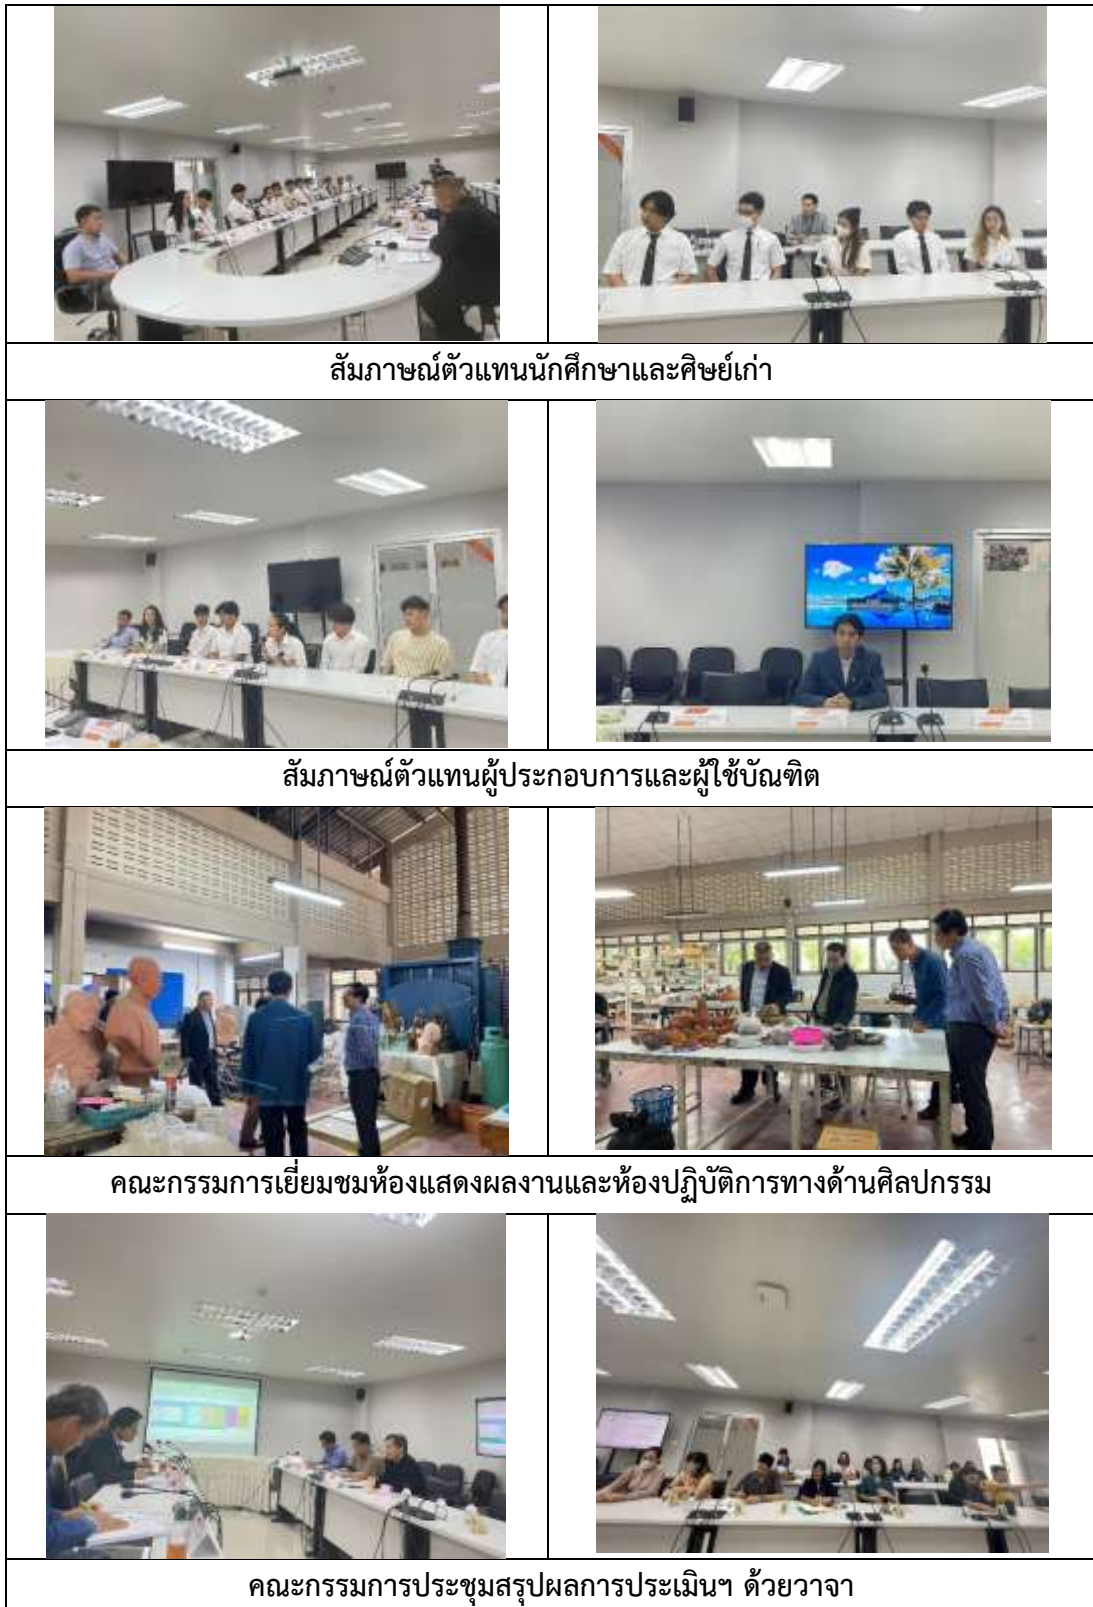 สัมภาษณ์ตัวแทนนักศึกษาและศิษย์เก่า
สัมภาษณ์ตัวแทนผู้ประกอบการและผู้ใช้บัณฑิต
คณะกรรมการเยี่ยมชมห้องแสดงผลงานและห้องปฏิบัติการทางด้านศิลปกรรม
คณะกรรมการประชุมสรุปผลการประเมินฯ ด้วยวาจา